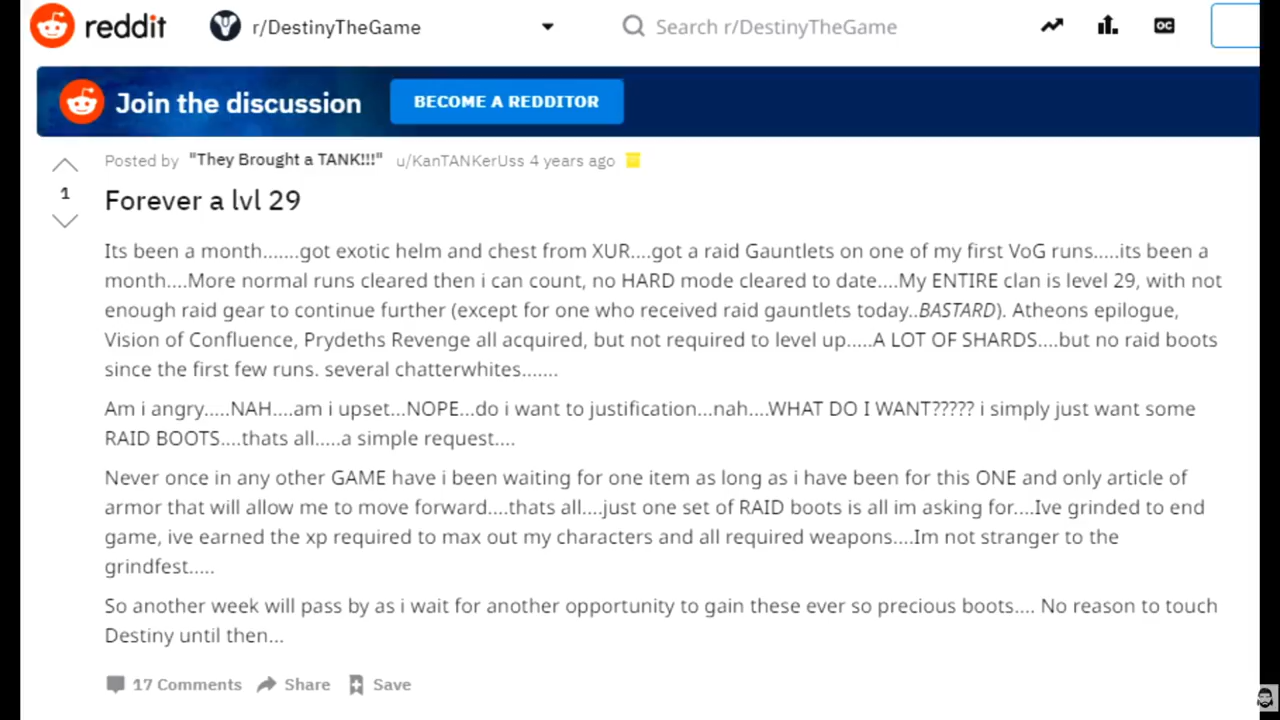 reddit r/DestinyTheGame Search r/DestinyTheGame OC
Join the discussion BECOME A REDDITOR
Posted by "They Brought a TANK!!!" u/KanTANKerUss 4 years ago
1
Forever a lvl 29
Its been a month.......got exotic helm and chest from XUR....got a raid Gauntlets on one of my first VoG runs.....its been a
month....More normal runs cleared then i can count, no HARD mode cleared to date....My ENTIRE clan is level 29, with not
enough raid gear to continue further (except for one who received raid gauntlets today..BASTARD). Atheons epilogue,
Vision of Confluence, Prydeths Revenge all acquired, but not required to level up.....A LOT OF SHARDS....but no raid boots
since the first few runs. several chatterwhites.......
Am i angry.....NAH....am i upset...NOPE...do i want to justification...nah....WHAT DO I WANT????? i simply just want some
RAID BOOTS....thats all.....a simple request....
Never once in any other GAME have i been waiting for one item as long as i have been for this ONE and only article of
armor that will allow me to move forward....thats all....just one set of RAID boots is all im asking for....Ive grinded to end
game, ive earned the xp required to max out my characters and all required weapons....Im not stranger to the
grindfest.....
So another week will pass by as i wait for another opportunity to gain these ever so precious boots.... No reason to touch
Destiny until then...
17 Comments Share Save